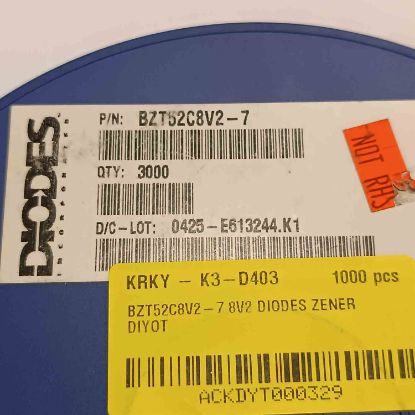 DIODES
INCORPORATED
P/N: BZT52C8V2-7
QTY: 3000
D/C-LOT: 0425-E613244.K1
NOT RHS
KRKY - K3-D403 1000 pcs
BZT52C8V2-7 8V2 DIODES ZENER
DIYOT
ACKDYT000329